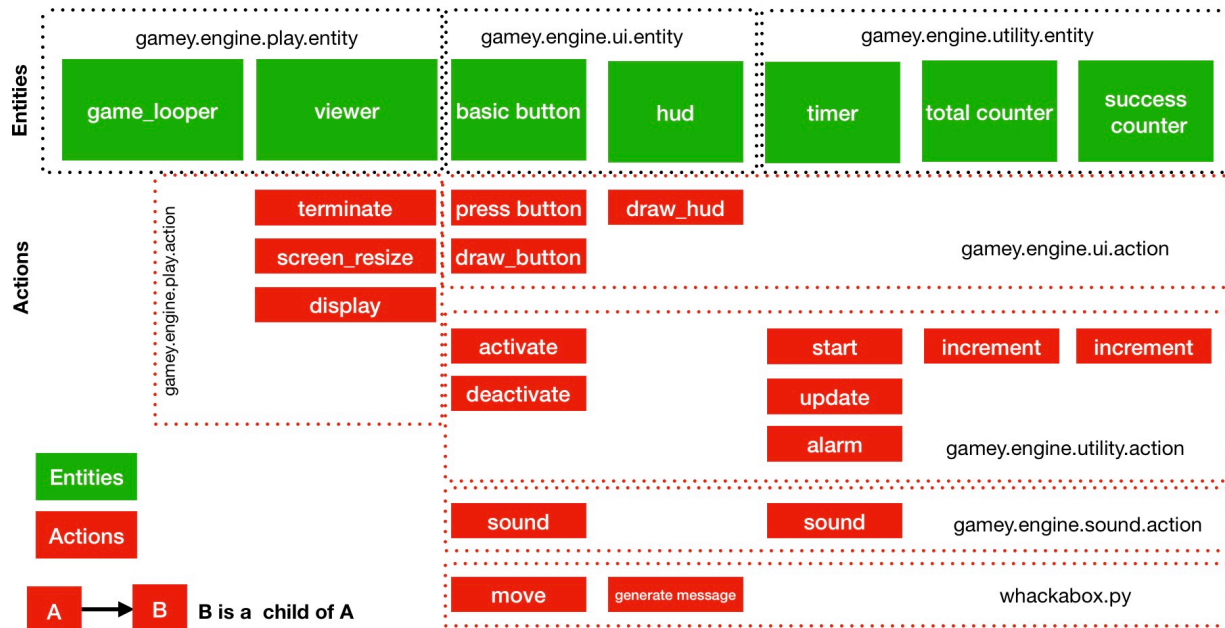 gamey.engine.play.entity
gamey.engine.ui.entity
gamey.engine.utility.entity
Entities
game_looper
viewer
basic button
hud
timer
total counter
success
counter
Actions
gamey.engine.play.action
terminate
press button
draw_hud
screen_resize
draw_button
gamey.engine.ui.action
display
activate
start
increment
increment
deactivate
update
alarm
gamey.engine.utility.action
Entities
sound
sound
gamey.engine.sound.action
Actions
move
generate message
whackabox.py
A
B
B is a child of A